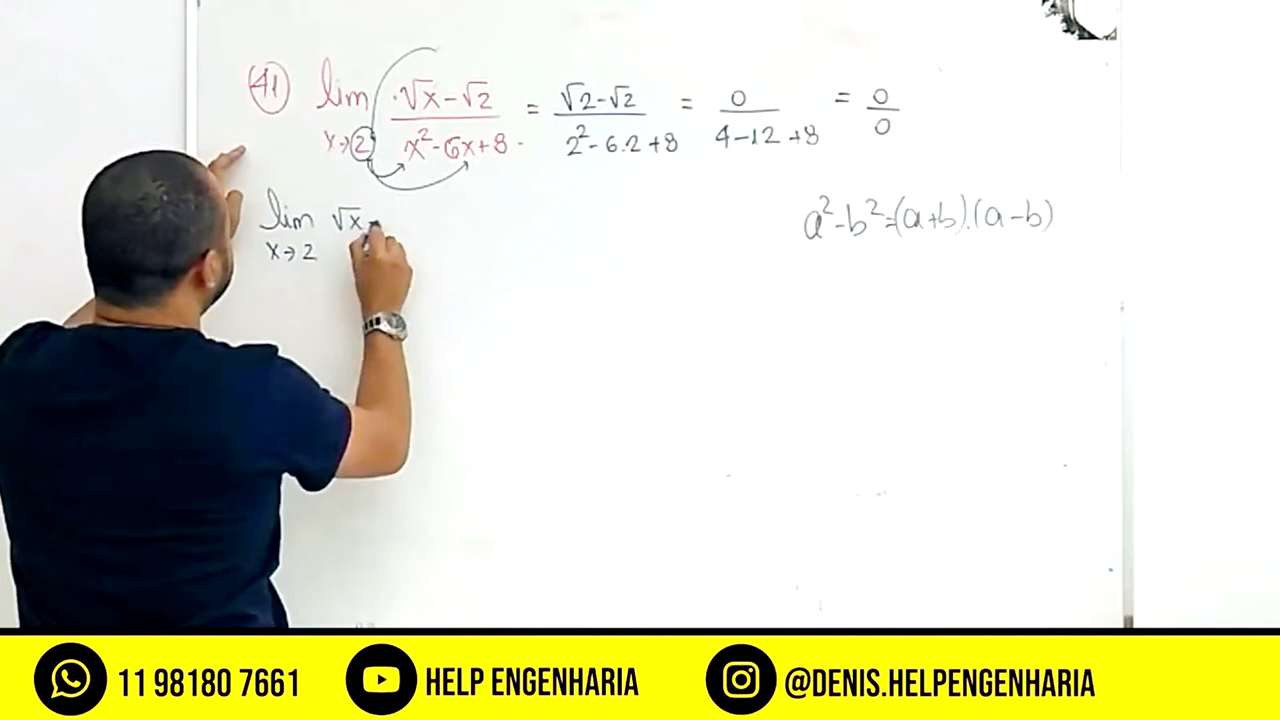 41 lim x→2 √x-√2 / x²-6x+8 = √2-√2 / 2²-6.2+8 = 0 / 4-12+8 = 0 / 0
lim x→2 √x-
a²-b²=(a+b).(a-b)
11 98180 7661 HELP ENGENHARIA @DENIS.HELPENGENHARIA